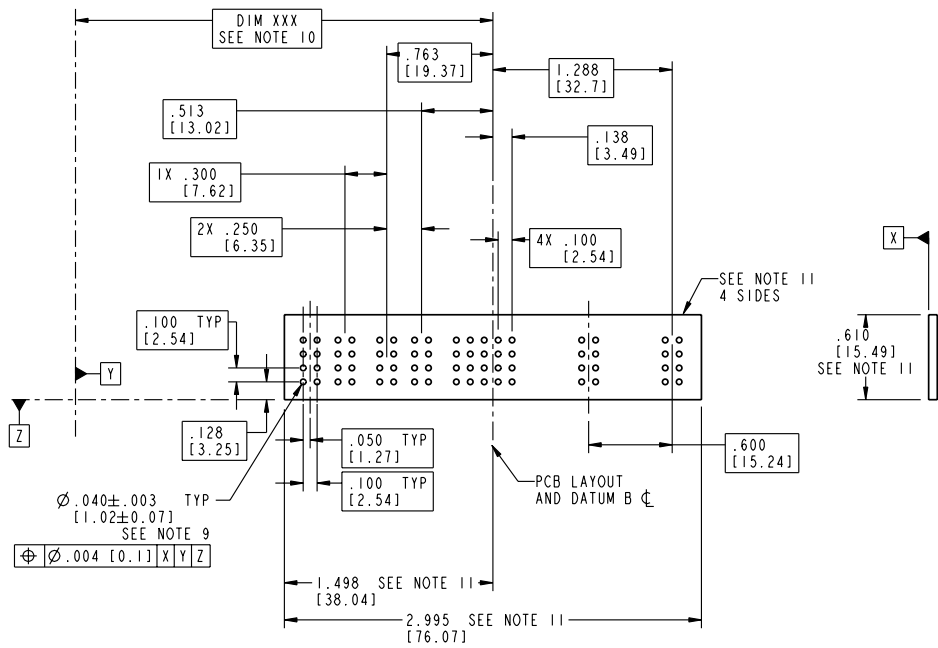 DIM XXX
SEE NOTE 10
.763
[19.37]
1.288
[32.7]
.513
[13.02]
.138
[3.49]
1X .300
[7.62]
2X .250
[6.35]
4X .100
[2.54]
X
SEE NOTE 11
4 SIDES
.100 TYP
[2.54]
.610
[15.49]
SEE NOTE 11
Y
Z
.128
[3.25]
.050 TYP
[1.27]
.600
[15.24]
.100 TYP
[2.54]
PCB LAYOUT
AND DATUM B ℄
Ø.040±.003 TYP
[1.02±0.07]
SEE NOTE 9
⌖ Ø.004 [0.1] X Y Z
1.498 SEE NOTE 11
[38.04]
2.995 SEE NOTE 11
[76.07]